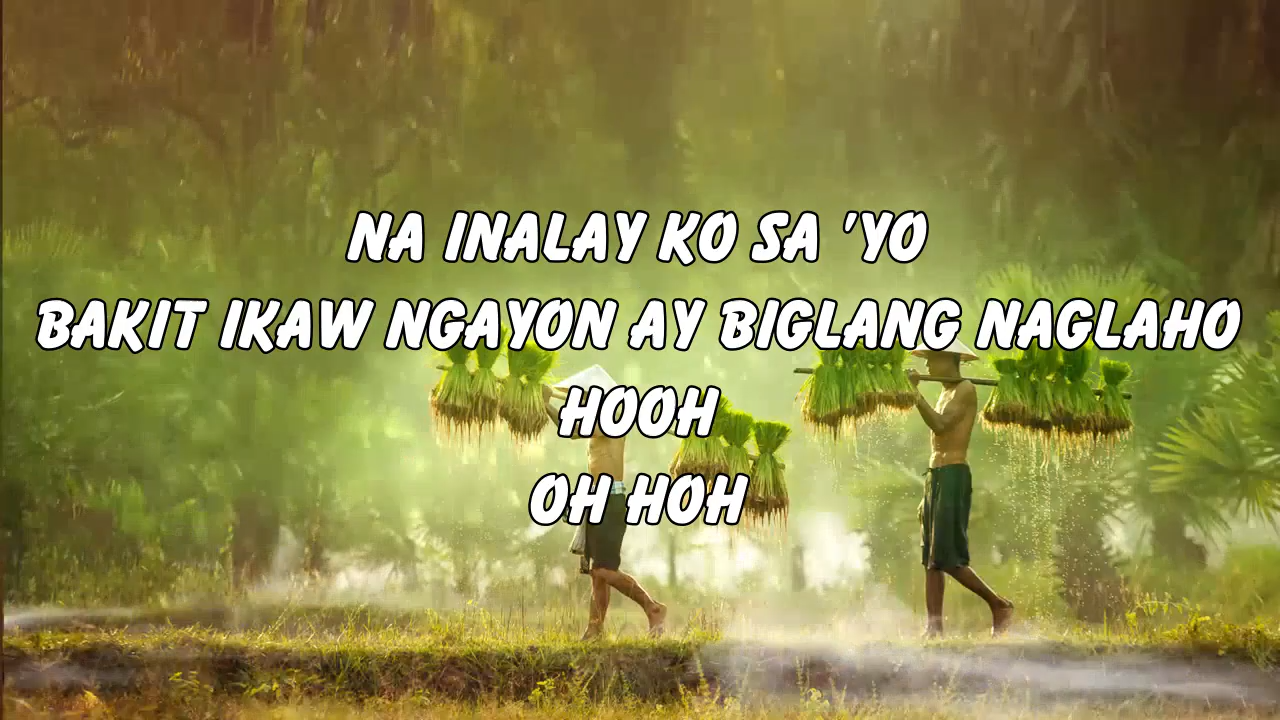 NA INALAY KO SA 'YO
BAKIT IKAW NGAYON AY BIGLANG NAGLAHO
HOOH
OH HOH